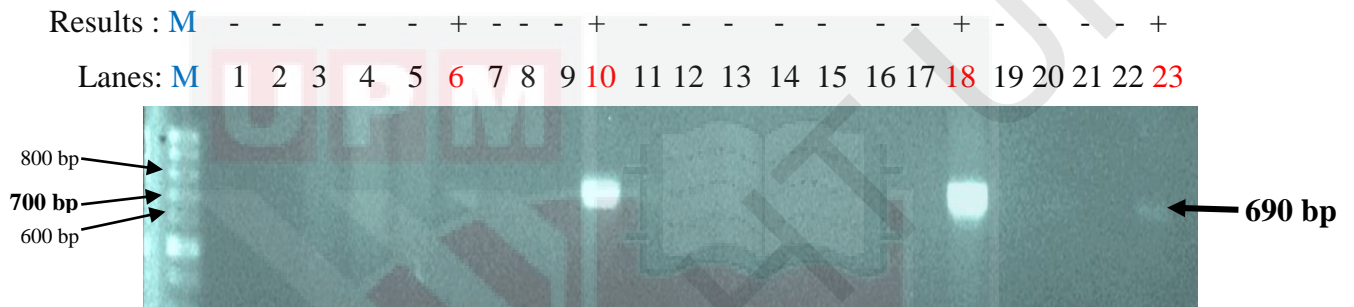 Results : M - - - - - + - - - + - - - - - - - + - - - - +
Lanes: M 1 2 3 4 5 6 7 8 9 10 11 12 13 14 15 16 17 18 19 20 21 22 23
UPM
800 bp
700 bp
600 bp
690 bp